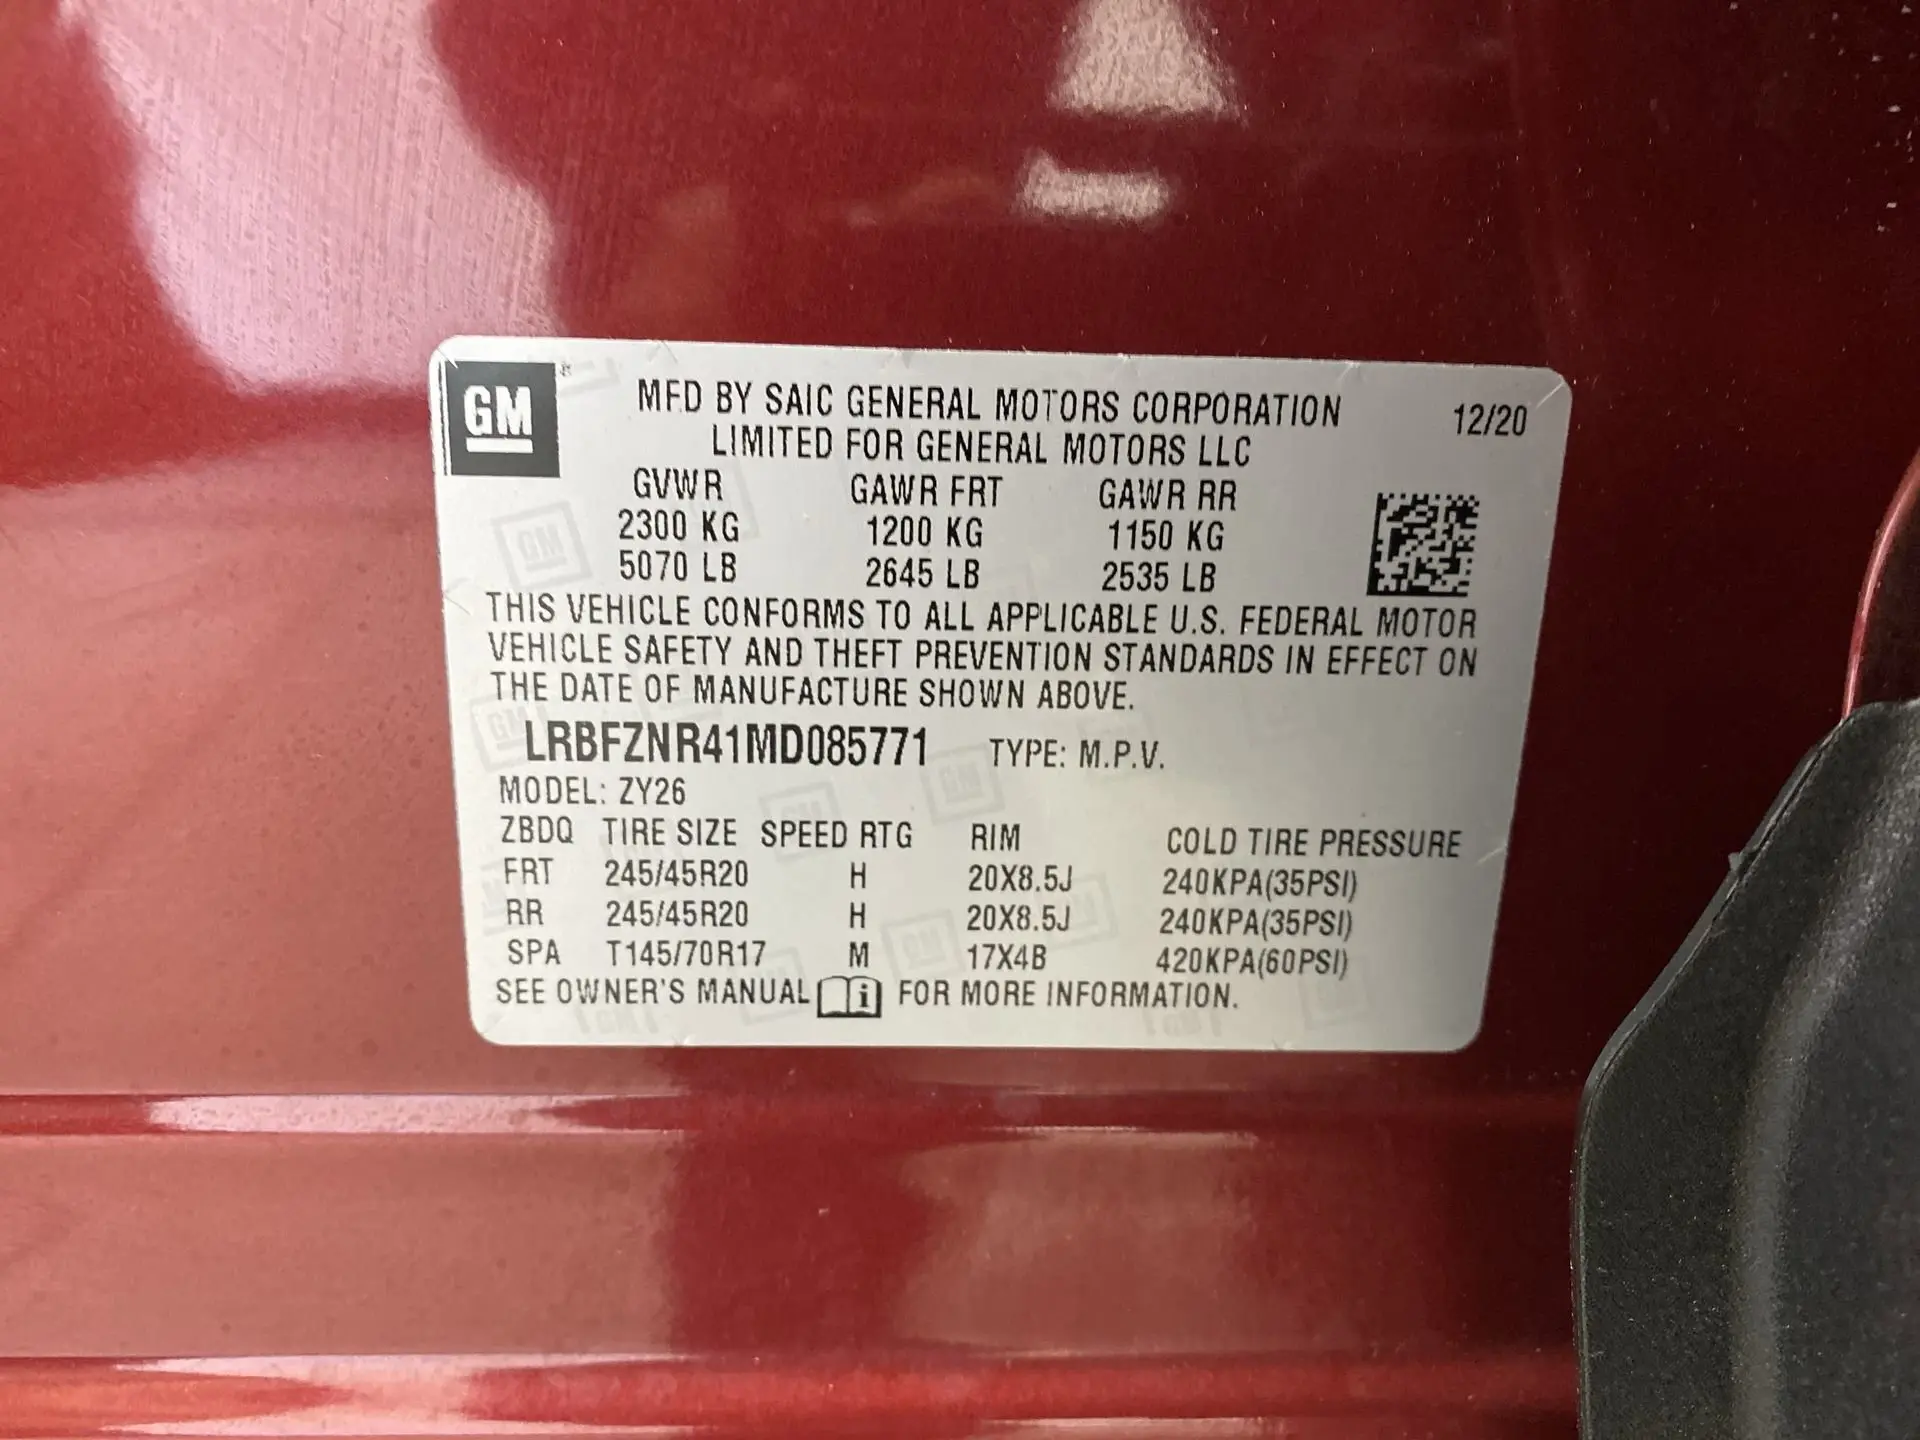 GM
MFD BY SAIC GENERAL MOTORS CORPORATION 12/20
LIMITED FOR GENERAL MOTORS LLC
GVWR GAWR FRT GAWR RR
2300 KG 1200 KG 1150 KG
5070 LB 2645 LB 2535 LB
THIS VEHICLE CONFORMS TO ALL APPLICABLE U.S. FEDERAL MOTOR
VEHICLE SAFETY AND THEFT PREVENTION STANDARDS IN EFFECT ON
THE DATE OF MANUFACTURE SHOWN ABOVE.
LRBFZNR41MD085771 TYPE: M.P.V.
MODEL: ZY26
ZBDQ TIRE SIZE SPEED RTG RIM COLD TIRE PRESSURE
FRT 245/45R20 H 20X8.5J 240KPA(35PSI)
RR 245/45R20 H 20X8.5J 240KPA(35PSI)
SPA T145/70R17 M 17X4B 420KPA(60PSI)
SEE OWNER'S MANUAL i FOR MORE INFORMATION.